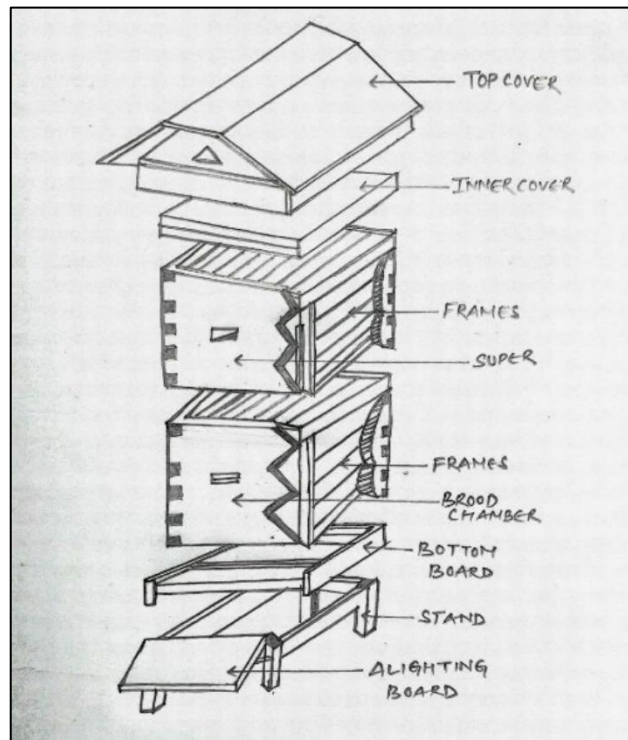 TOP COVER
INNER COVER
FRAMES
SUPER
FRAMES
BROOD
CHAMBER
BOTTOM
BOARD
STAND
ALIGHTING
BOARD